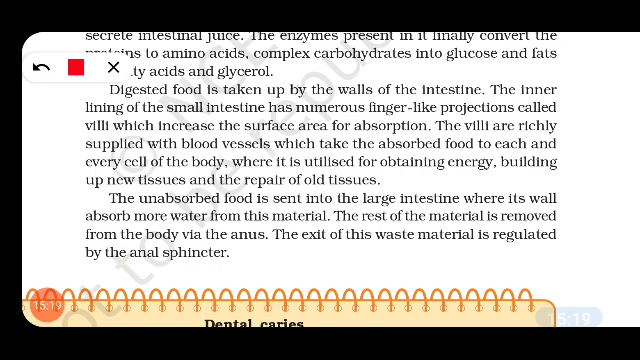 secrete intestinal juice. The enzymes present in it finally convert the
proteins to amino acids, complex carbohydrates into glucose and fats
ty acids and glycerol.
Digested food is taken up by the walls of the intestine. The inner
lining of the small intestine has numerous finger-like projections called
villi which increase the surface area for absorption. The villi are richly
supplied with blood vessels which take the absorbed food to each and
every cell of the body, where it is utilised for obtaining energy, building
up new tissues and the repair of old tissues.
The unabsorbed food is sent into the large intestine where its wall
absorb more water from this material. The rest of the material is removed
from the body via the anus. The exit of this waste material is regulated
by the anal sphincter.
15:19
15:19
Dental caries